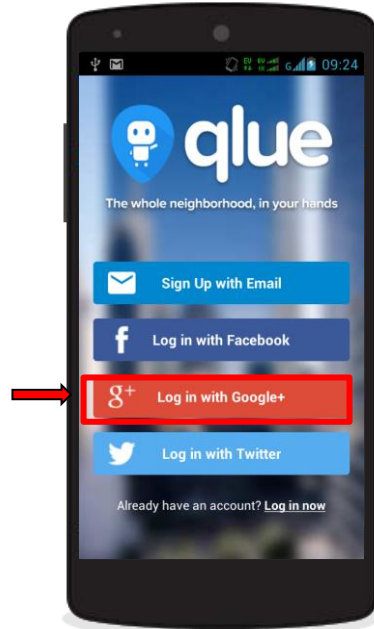 09:24
qlue
The whole neighborhood, in your hands
Sign Up with Email
f Log in with Facebook
g+ Log in with Google+
Log in with Twitter
Already have an account? Log in now